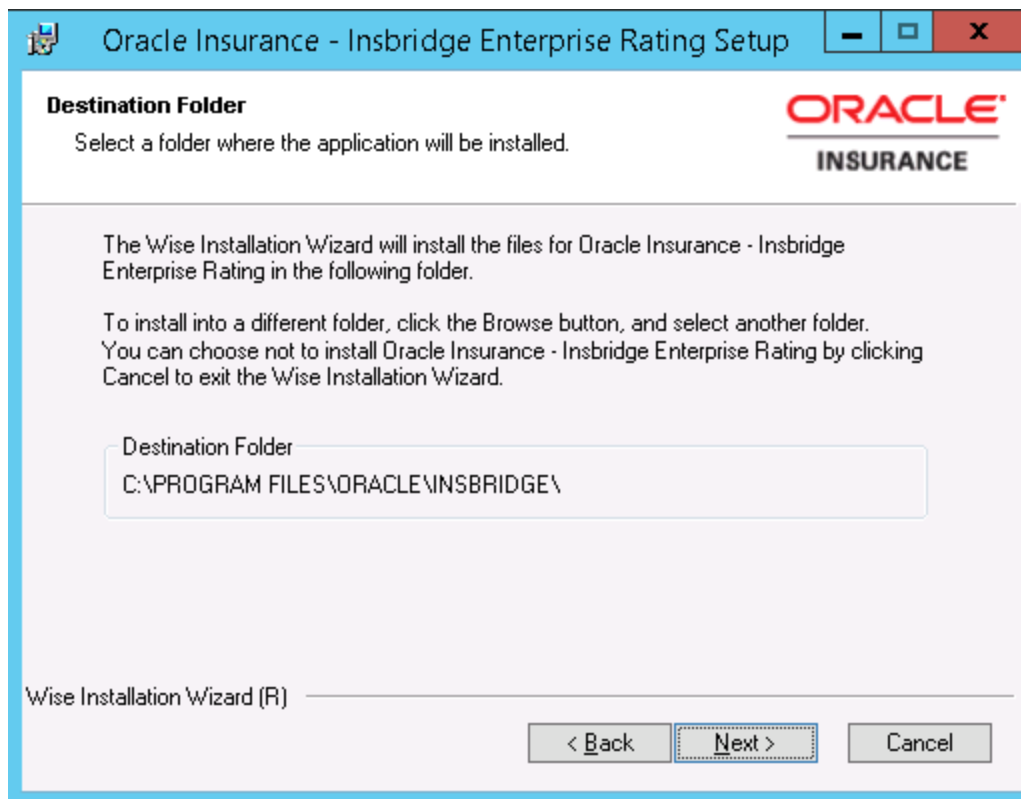 Oracle Insurance - Insbridge Enterprise Rating Setup
Destination Folder
Select a folder where the application will be installed.
ORACLE
INSURANCE
The Wise Installation Wizard will install the files for Oracle Insurance - Insbridge
Enterprise Rating in the following folder.
To install into a different folder, click the Browse button, and select another folder.
You can choose not to install Oracle Insurance - Insbridge Enterprise Rating by clicking
Cancel to exit the Wise Installation Wizard.
Destination Folder
C:\PROGRAM FILES\ORACLE\INSBRIDGE\
Wise Installation Wizard (R)
< Back Next > Cancel